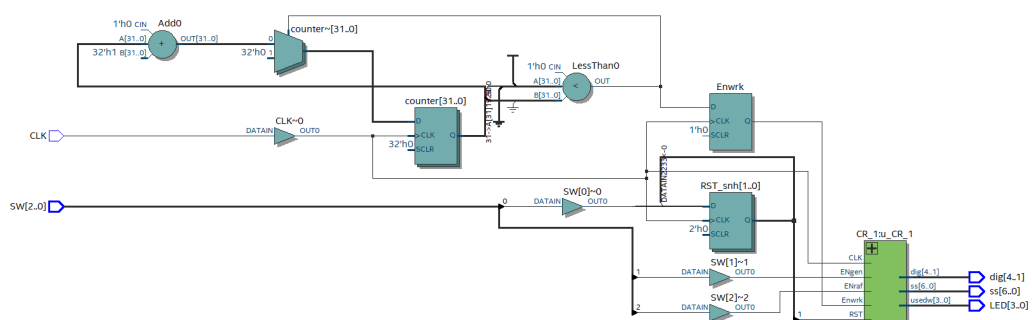 Add0
1'h0 CIN
A[31..0]
OUT[31..0]
32'h1 B[31..0]
counter~[31..0]
0
32'h0 1
LessThan0
1'h0 CIN
A[31..0]
OUT
B[31..0]
counter[31..0]
D
>CLK
Q
32'h0
SCLR
Enwrk
D
>CLK
Q
1'h0
SCLR
CLK
CLK~0
DATAIN
OUT0
SW[2..0]
0
SW[0]~0
DATAIN
OUT0
RST_snh[1..0]
D
>CLK
Q
2'h0
SCLR
1
SW[1]~1
DATAIN
OUT0
2
SW[2]~2
DATAIN
OUT0
CR_1:u_CR_1
CLK
ENgen
dig[4..1]
dig[4..1]
ENraf
ss[6..0]
ss[6..0]
Enwrk
usedw[3..0]
LED[3..0]
1
RST